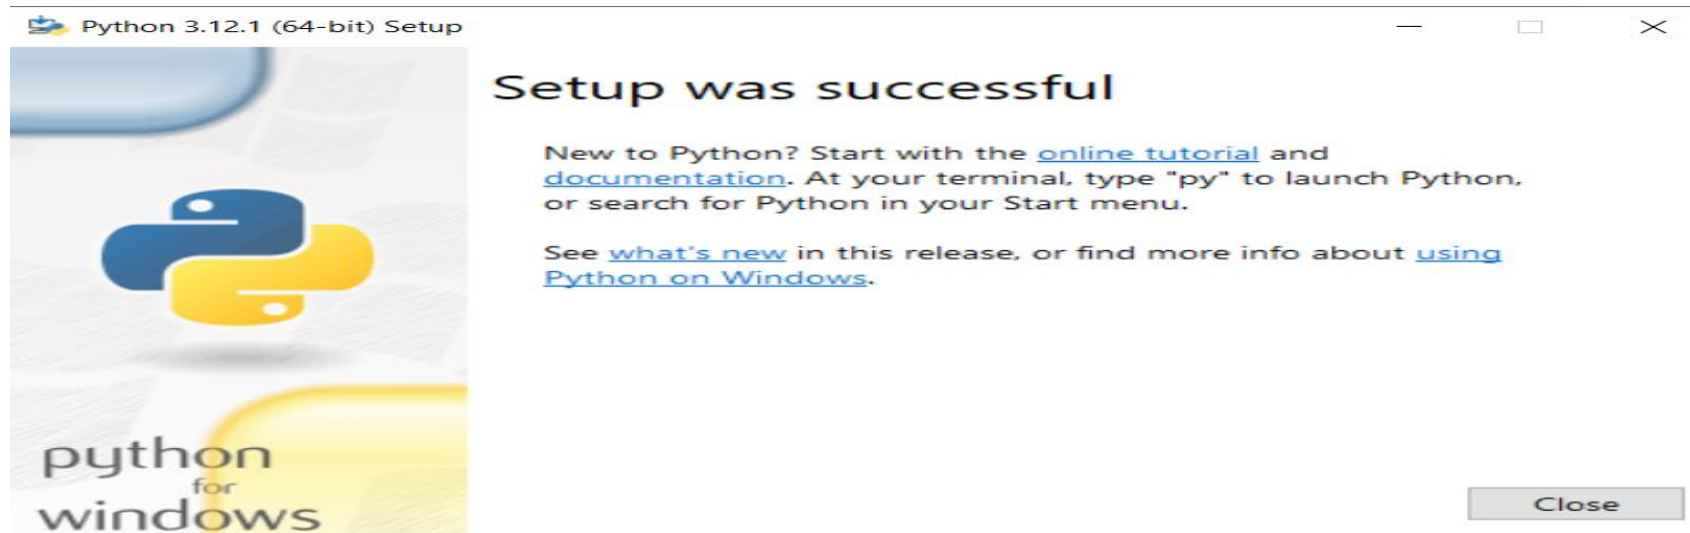 Python 3.12.1 (64-bit) Setup
Setup was successful
New to Python? Start with the online tutorial and
documentation. At your terminal, type "py" to launch Python,
or search for Python in your Start menu.
See what's new in this release, or find more info about using
Python on Windows.
python
for
windows
Close